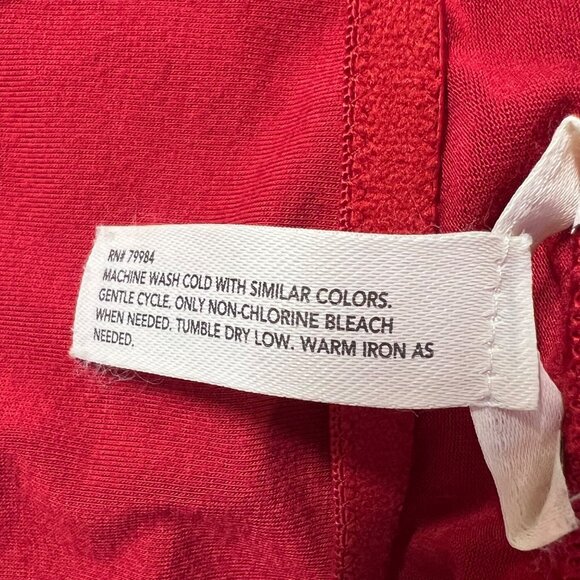 RN# 79984
MACHINE WASH COLD WITH SIMILAR COLORS.
GENTLE CYCLE. ONLY NON-CHLORINE BLEACH
WHEN NEEDED. TUMBLE DRY LOW. WARM IRON AS
NEEDED.